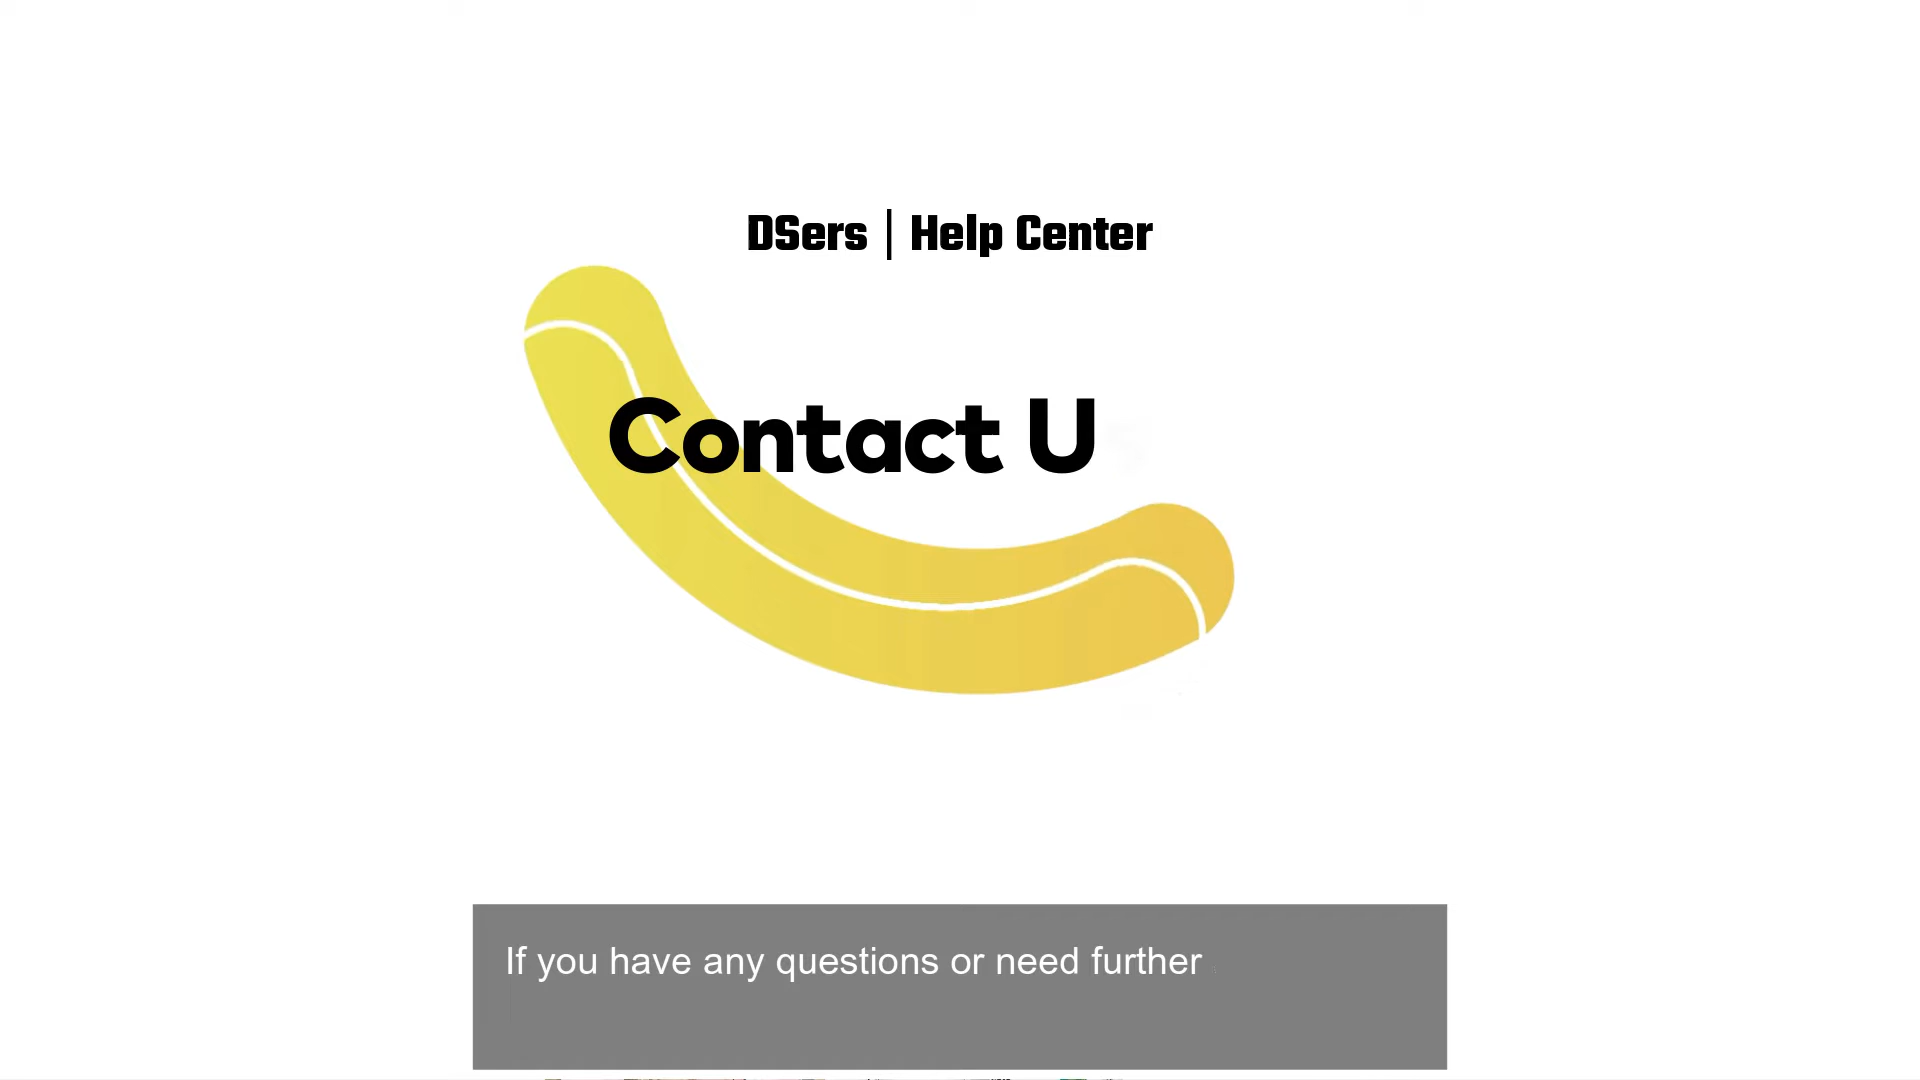 DSers | Help Center
Contact U
If you have any questions or need further